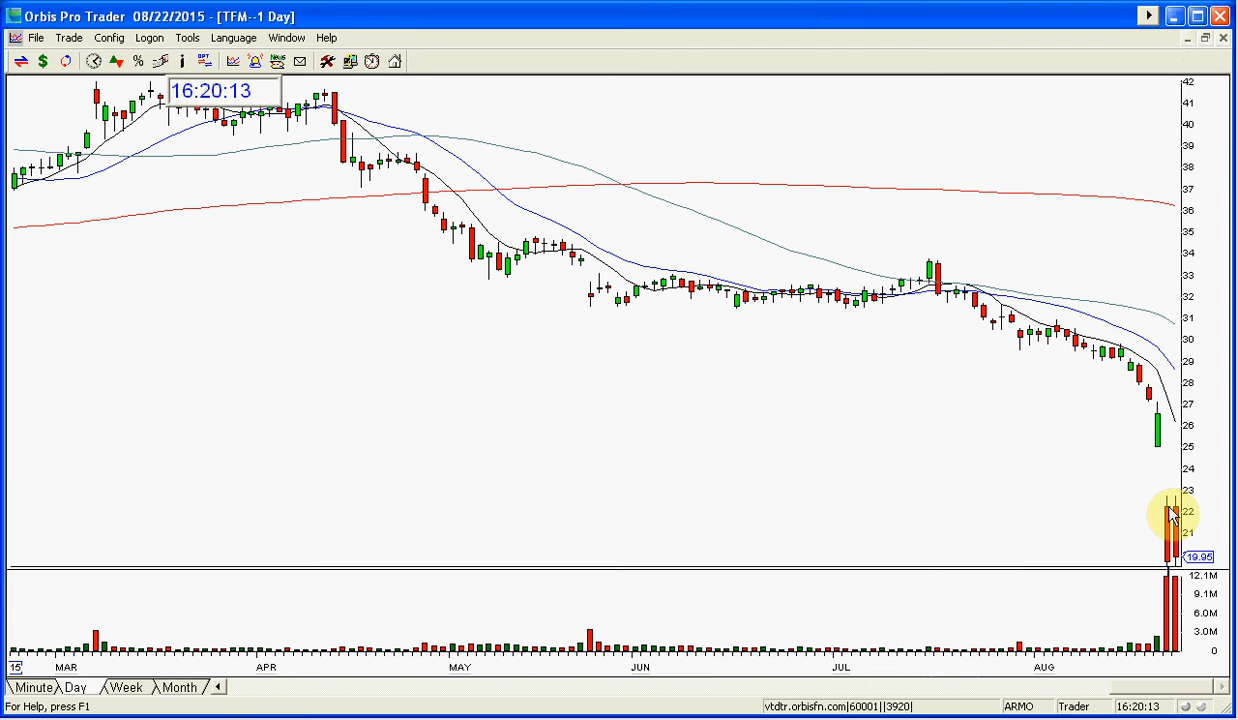 Orbis Pro Trader 08/22/2015 - [TFM--1 Day]
File Trade Config Logon Tools Language Window Help
$ % i OPT News
16:20:13
42
41
40
39
38
37
36
35
34
33
32
31
30
29
28
27
26
25
24
23
22
21
19.95
12.1M
9.1M
6.0M
3.0M
0
15 MAR APR MAY JUN JUL AUG
Minute Day Week Month
For Help, press F1 vtdtr.orbisfn.com|60001||3920| ARMO Trader 16:20:13